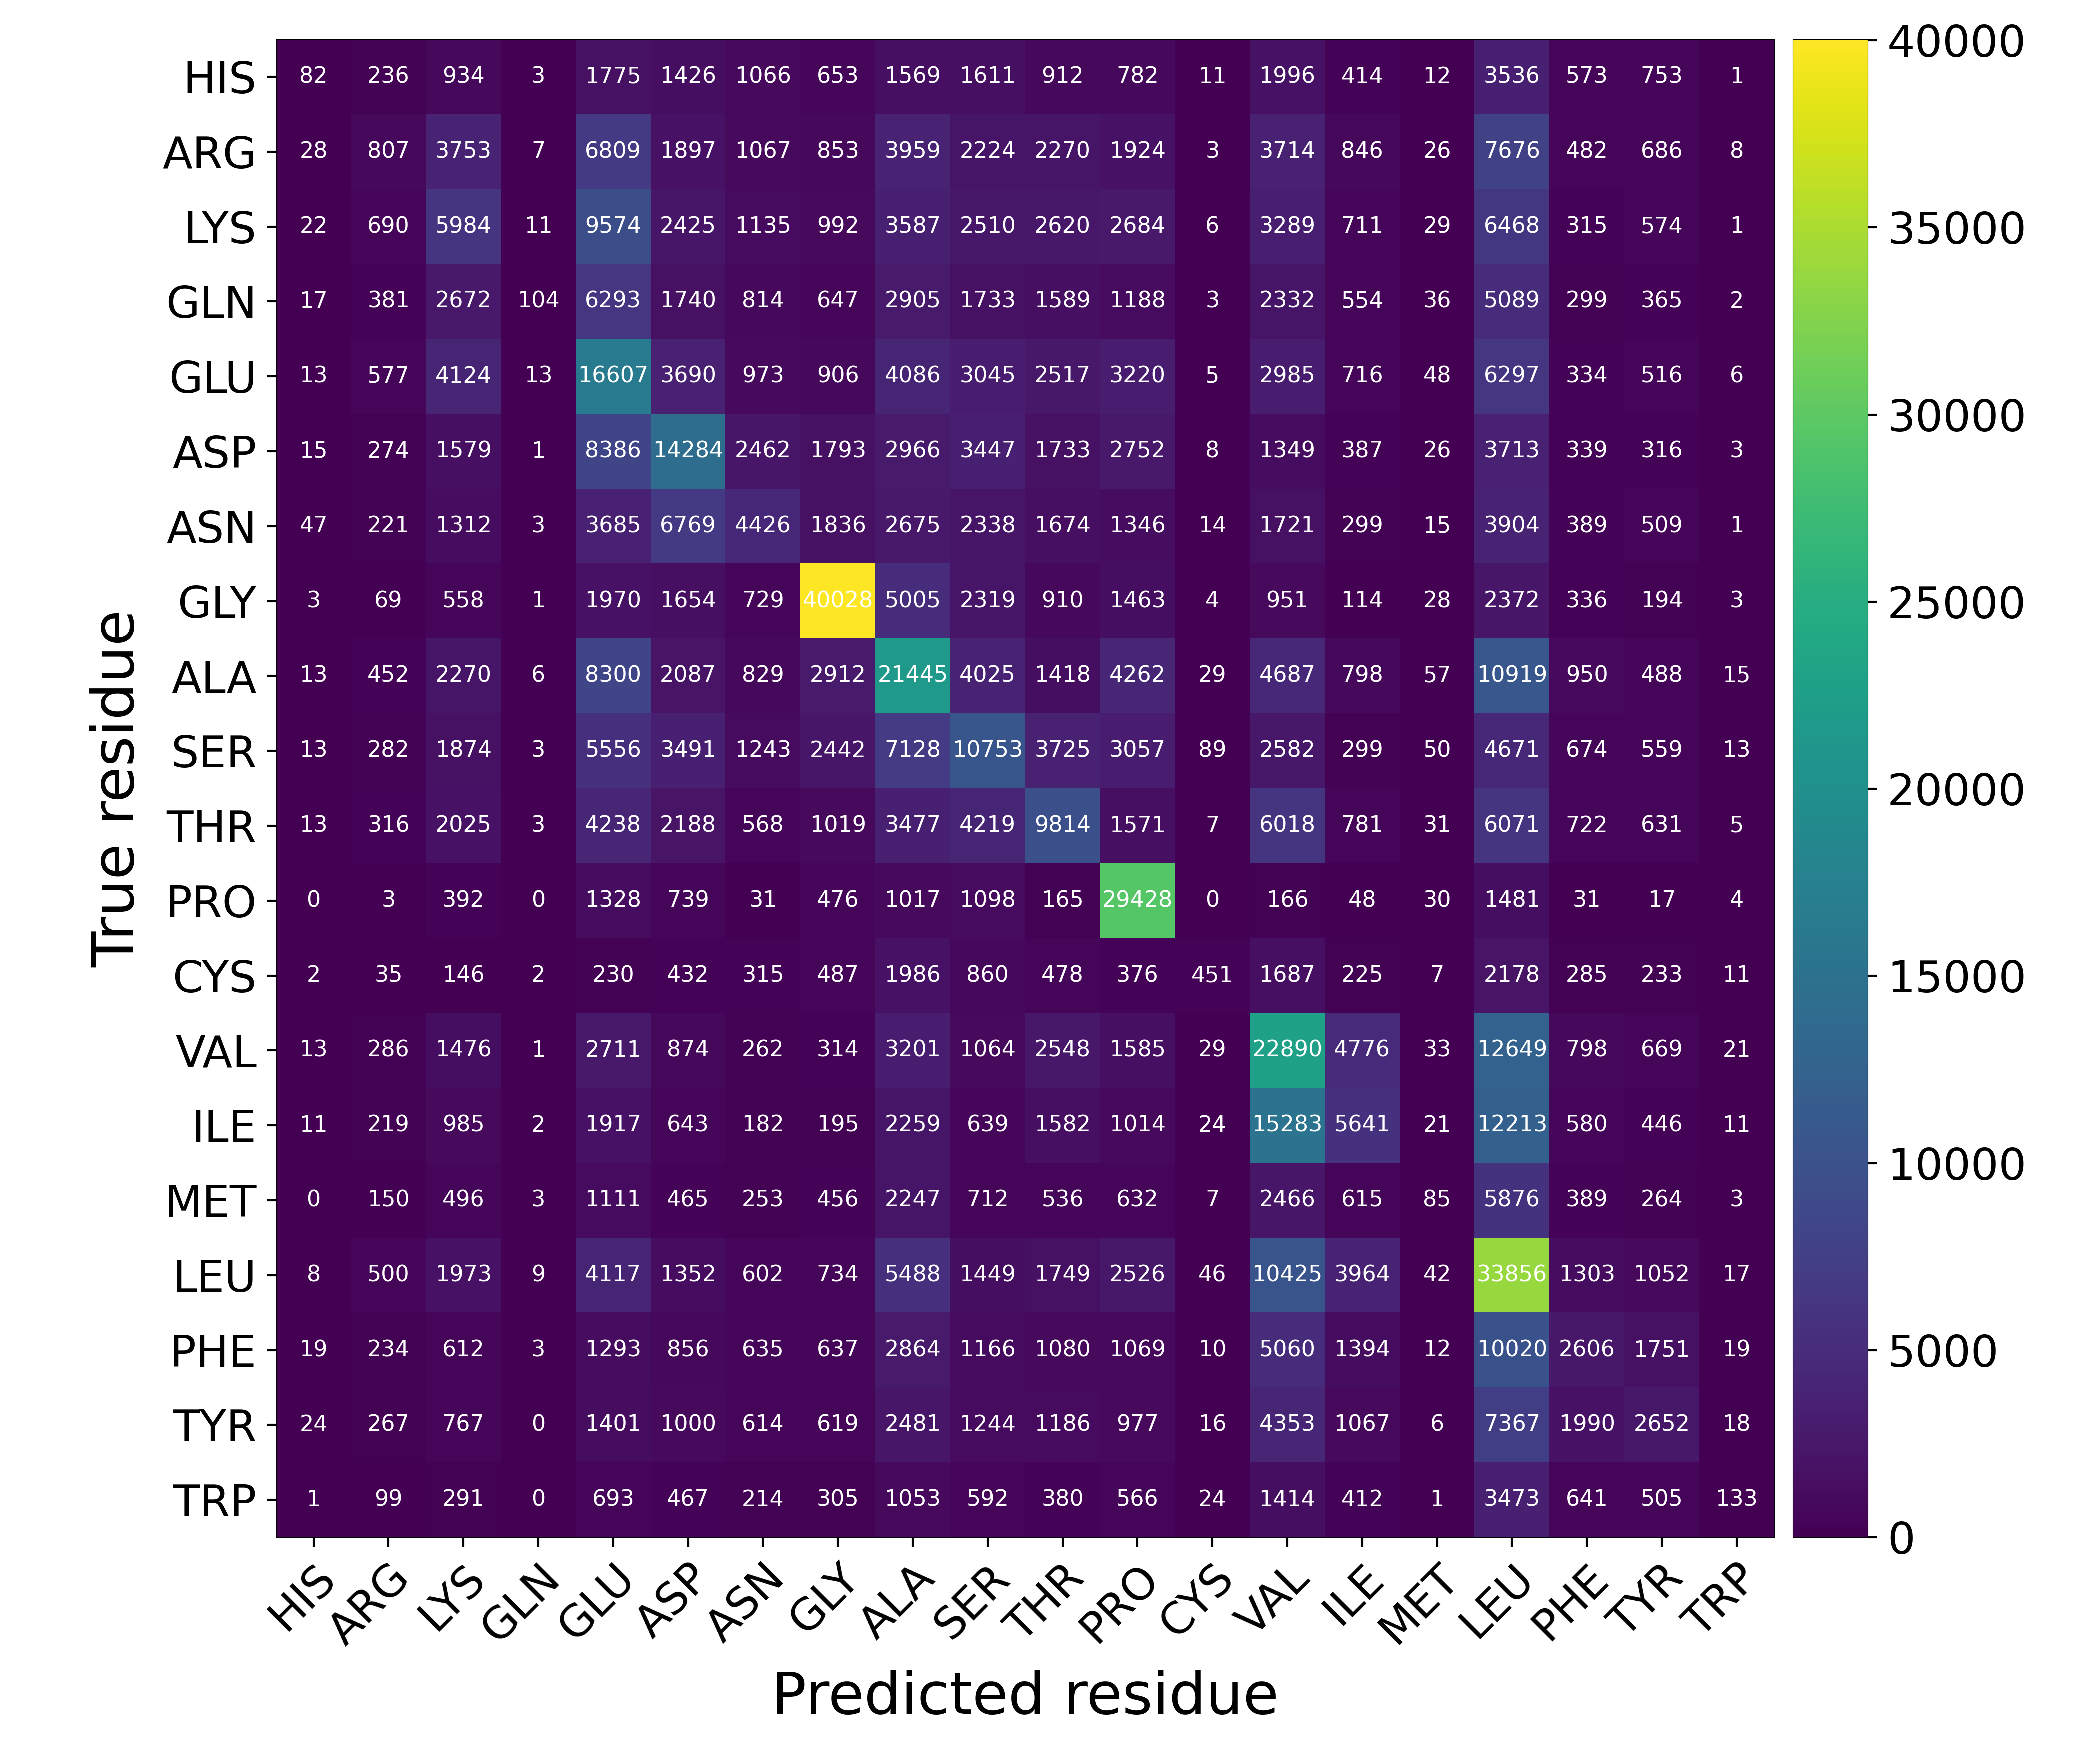 HIS 82 236 934 3 1775 1426 1066 653 1569 1611 912 782 11 1996 414 12 3536 573 753 1
ARG 28 807 3753 7 6809 1897 1067 853 3959 2224 2270 1924 3 3714 846 26 7676 482 686 8
LYS 22 690 5984 11 9574 2425 1135 992 3587 2510 2620 2684 6 3289 711 29 6468 315 574 1
GLN 17 381 2672 104 6293 1740 814 647 2905 1733 1589 1188 3 2332 554 36 5089 299 365 2
GLU 13 577 4124 13 16607 3690 973 906 4086 3045 2517 3220 5 2985 716 48 6297 334 516 6
ASP 15 274 1579 1 8386 14284 2462 1793 2966 3447 1733 2752 8 1349 387 26 3713 339 316 3
ASN 47 221 1312 3 3685 6769 4426 1836 2675 2338 1674 1346 14 1721 299 15 3904 389 509 1
GLY 3 69 558 1 1970 1654 729 40028 5005 2319 910 1463 4 951 114 28 2372 336 194 3
ALA 13 452 2270 6 8300 2087 829 2912 21445 4025 1418 4262 29 4687 798 57 10919 950 488 15
SER 13 282 1874 3 5556 3491 1243 2442 7128 10753 3725 3057 89 2582 299 50 4671 674 559 13
THR 13 316 2025 3 4238 2188 568 1019 3477 4219 9814 1571 7 6018 781 31 6071 722 631 5
PRO 0 3 392 0 1328 739 31 476 1017 1098 165 29428 0 166 48 30 1481 31 17 4
CYS 2 35 146 2 230 432 315 487 1986 860 478 376 451 1687 225 7 2178 285 233 11
VAL 13 286 1476 1 2711 874 262 314 3201 1064 2548 1585 29 22890 4776 33 12649 798 669 21
ILE 11 219 985 2 1917 643 182 195 2259 639 1582 1014 24 15283 5641 21 12213 580 446 11
MET 0 150 496 3 1111 465 253 456 2247 712 536 632 7 2466 615 85 5876 389 264 3
LEU 8 500 1973 9 4117 1352 602 734 5488 1449 1749 2526 46 10425 3964 42 33856 1303 1052 17
PHE 19 234 612 3 1293 856 635 637 2864 1166 1080 1069 10 5060 1394 12 10020 2606 1751 19
TYR 24 267 767 0 1401 1000 614 619 2481 1244 1186 977 16 4353 1067 6 7367 1990 2652 18
TRP 1 99 291 0 693 467 214 305 1053 592 380 566 24 1414 412 1 3473 641 505 133
HIS ARG LYS GLN GLU ASP ASN GLY ALA SER THR PRO CYS VAL ILE MET LEU PHE TYR TRP
Predicted residue
True residue
40000
35000
30000
25000
20000
15000
10000
5000
0